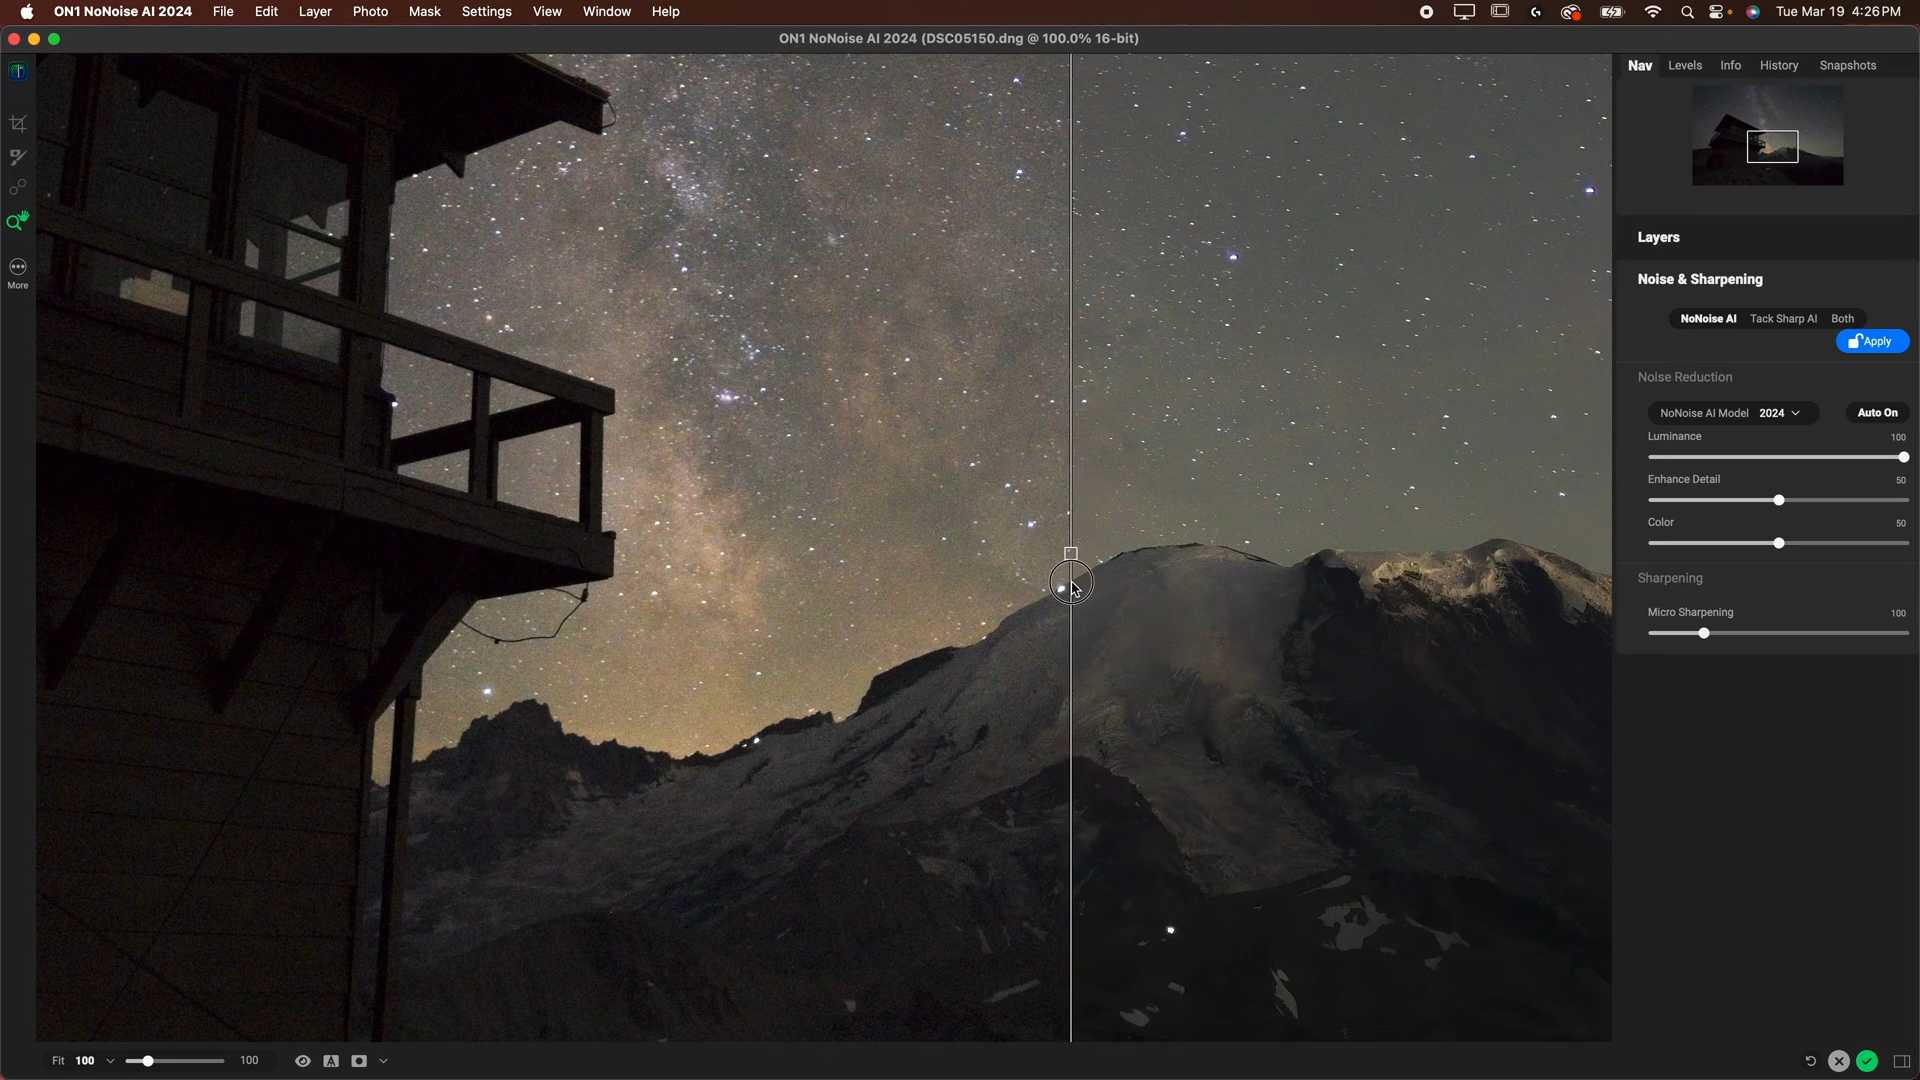 ON1 NoNoise AI 2024 File Edit Layer Photo Mask Settings View Window Help Tue Mar 19 4:26 PM
ON1 NoNoise AI 2024 (DSC05150.dng @ 100.0% 16-bit)
Nav Levels Info History Snapshots
More
Layers
Noise & Sharpening
NoNoise AI Tack Sharp AI Both
Apply
Noise Reduction
NoNoise AI Model 2024 Auto On
Luminance 100
Enhance Detail 50
Color 50
Sharpening
Micro Sharpening 100
Fit 100 100 A